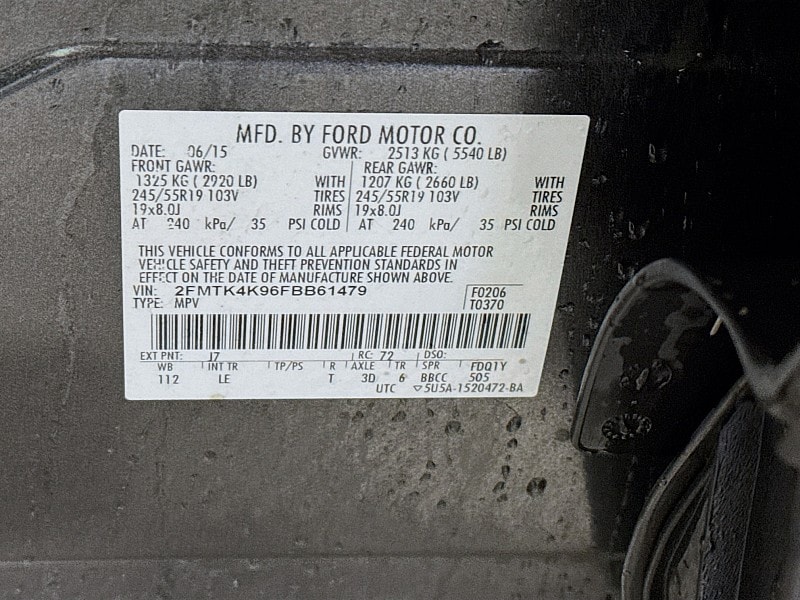 MFD. BY FORD MOTOR CO.
DATE: 06/15 GVWR: 2513 KG ( 5540 LB)
FRONT GAWR: REAR GAWR:
1325 KG ( 2920 LB) WITH 1207 KG ( 2660 LB) WITH
245/55R19 103V TIRES 245/55R19 103V TIRES
19x8.0J RIMS 19x8.0J RIMS
AT 240 kPa/ 35 PSI COLD AT 240 kPa/ 35 PSI COLD
THIS VEHICLE CONFORMS TO ALL APPLICABLE FEDERAL MOTOR
VEHICLE SAFETY AND THEFT PREVENTION STANDARDS IN
EFFECT ON THE DATE OF MANUFACTURE SHOWN ABOVE.
VIN: 2FMTK4K96FBB61479 F0206
TYPE: MPV T0370
EXT PNT: J7 RC: 72 DSO:
WB INT TR TP/PS R AXLE TR SPR FDQ1Y
112 LE T 3D 6 BBCC 505
UTC ▽5U5A-1520472-BA